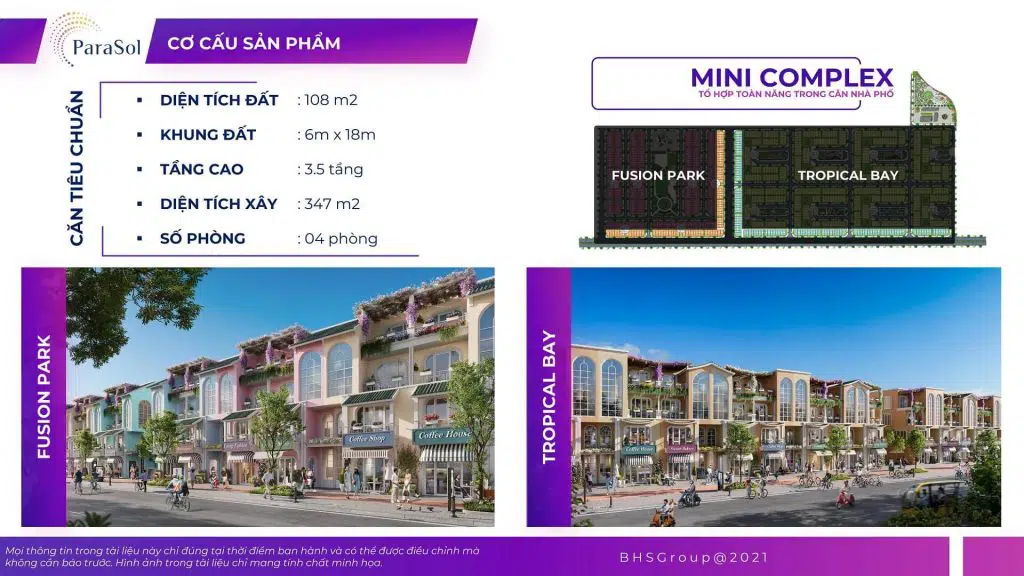 ParaSol
CƠ CẤU SẢN PHẨM
CĂN TIÊU CHUẨN
▪ DIỆN TÍCH ĐẤT : 108 m2
▪ KHUNG ĐẤT : 6m x 18m
▪ TẦNG CAO : 3.5 tầng
▪ DIỆN TÍCH XÂY : 347 m2
▪ SỐ PHÒNG : 04 phòng
MINI COMPLEX
TỔ HỢP TOÀN NĂNG TRONG CĂN NHÀ PHỐ
FUSION PARK
TROPICAL BAY
FUSION PARK
Coffee Shop
Coffee House
TROPICAL BAY
Coffee House
Mọi thông tin trong tài liệu này chỉ đúng tại thời điểm ban hành và có thể được điều chỉnh mà
không cần báo trước. Hình ảnh trong tài liệu chỉ mang tính chất minh họa.
BHSGroup@2021